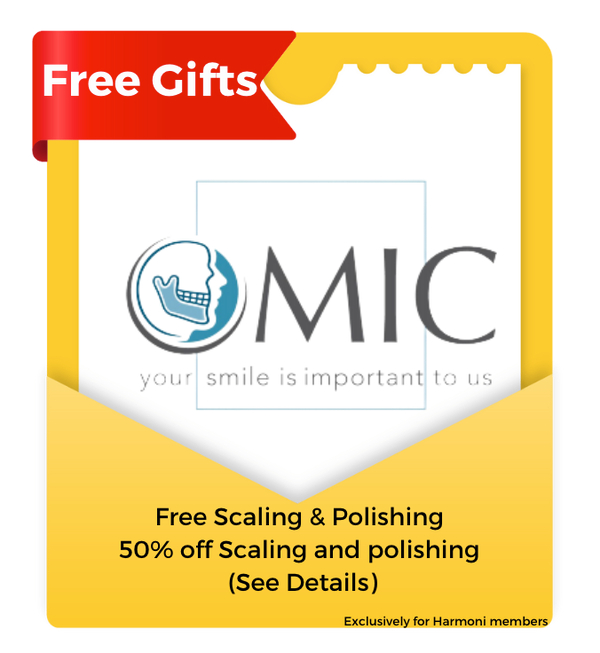 Free Gifts
OMIC
your smile is important to us
Free Scaling & Polishing
50% off Scaling and polishing
(See Details)
Exclusively for Harmoni members